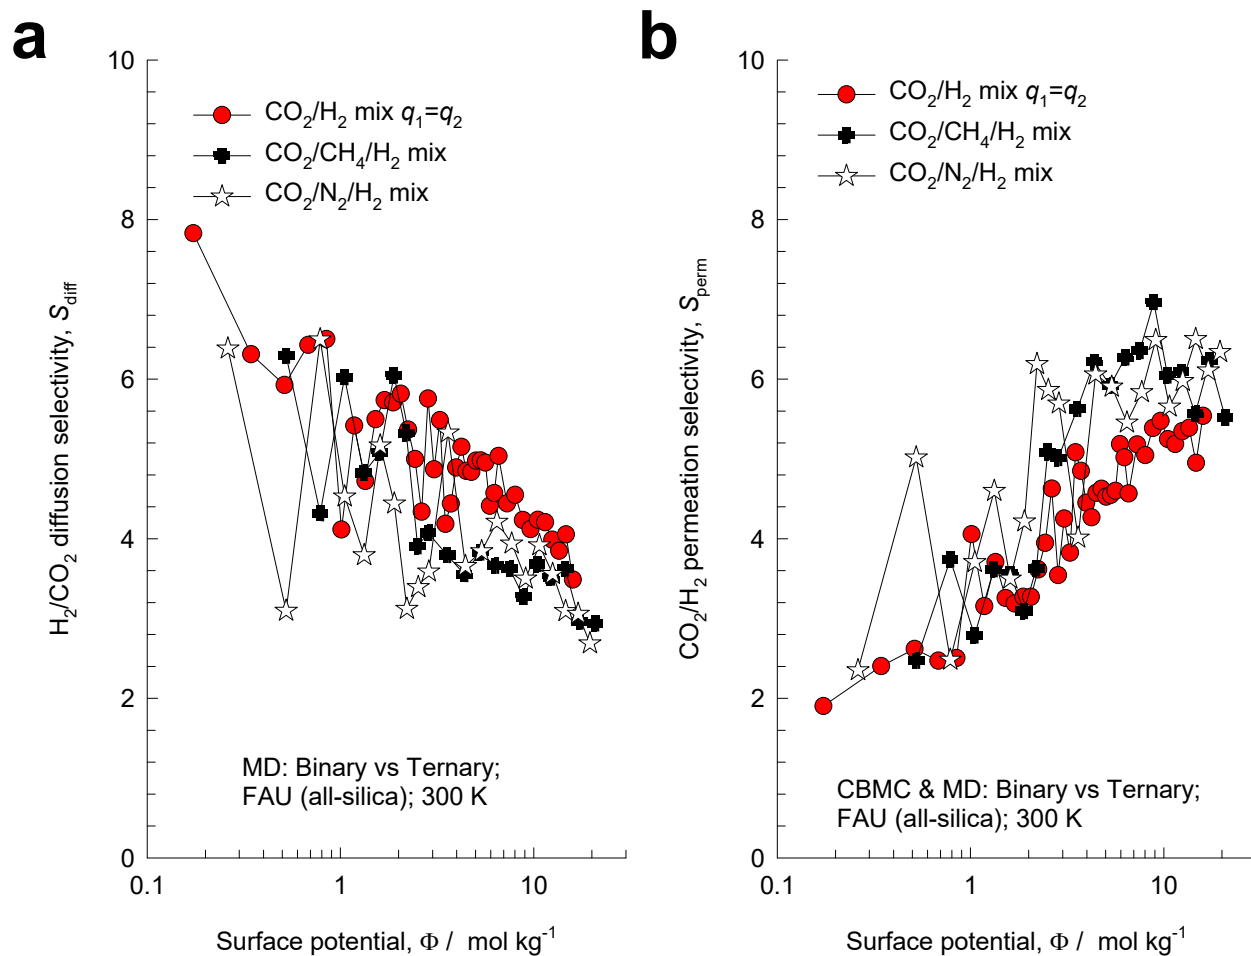 a
10
8
6
4
2
0
0.1
1
10
H2/CO2 diffusion selectivity, Sdiff
CO2/H2 mix q1=q2
CO2/CH4/H2 mix
CO2/N2/H2 mix
MD: Binary vs Ternary;
FAU (all-silica); 300 K
Surface potential, Φ / mol kg-1
b
10
8
6
4
2
0
0.1
1
10
CO2/H2 permeation selectivity, Sperm
CO2/H2 mix q1=q2
CO2/CH4/H2 mix
CO2/N2/H2 mix
CBMC & MD: Binary vs Ternary;
FAU (all-silica); 300 K
Surface potential, Φ / mol kg-1